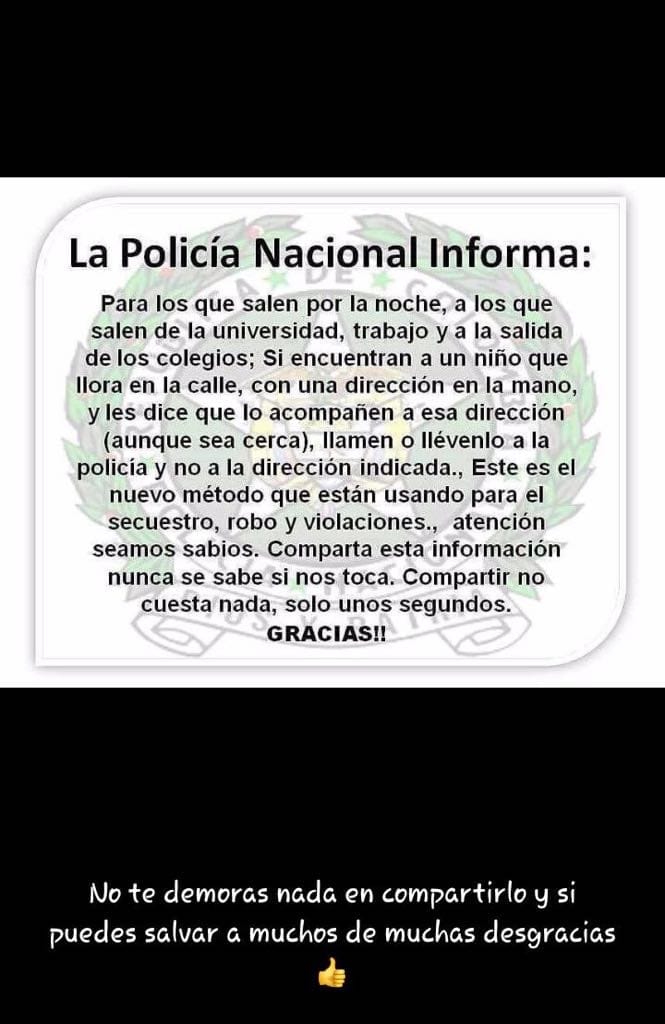 La Policía Nacional Informa:
Para los que salen por la noche, a los que
salen de la universidad, trabajo y a la salida
de los colegios; Si encuentran a un niño que
llora en la calle, con una dirección en la mano,
y les dice que lo acompañen a esa dirección
(aunque sea cerca), llamen o llévenlo a la
policía y no a la dirección indicada., Este es el
nuevo método que están usando para el
secuestro, robo y violaciones., atención
seamos sabios. Comparta esta información
nunca se sabe si nos toca. Compartir no
cuesta nada, solo unos segundos.
GRACIAS!!
No te demoras nada en compartirlo y si
puedes salvar a muchos de muchas desgracias
👍